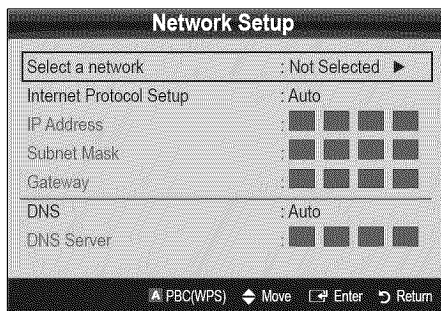 Network Setup
Select a network : Not Selected ►
Internet Protocol Setup : Auto
IP Address :
Subnet Mask :
Gateway :
DNS : Auto
DNS Server :
A PBC(WPS) Move Enter Return